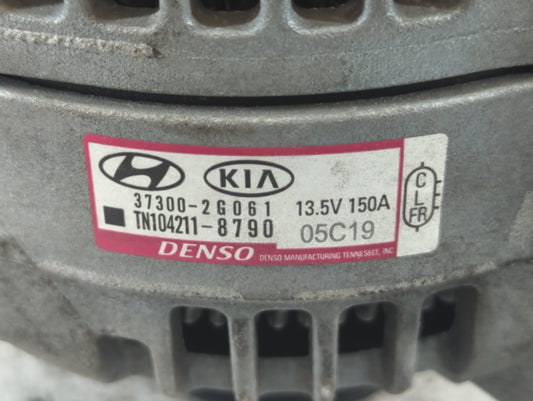 KIA
37300-2G061 13.5V 150A
TN104211-8790 05C19
DENSO DENSO MANUFACTURING TENNESSEE, INC
C
L
FR